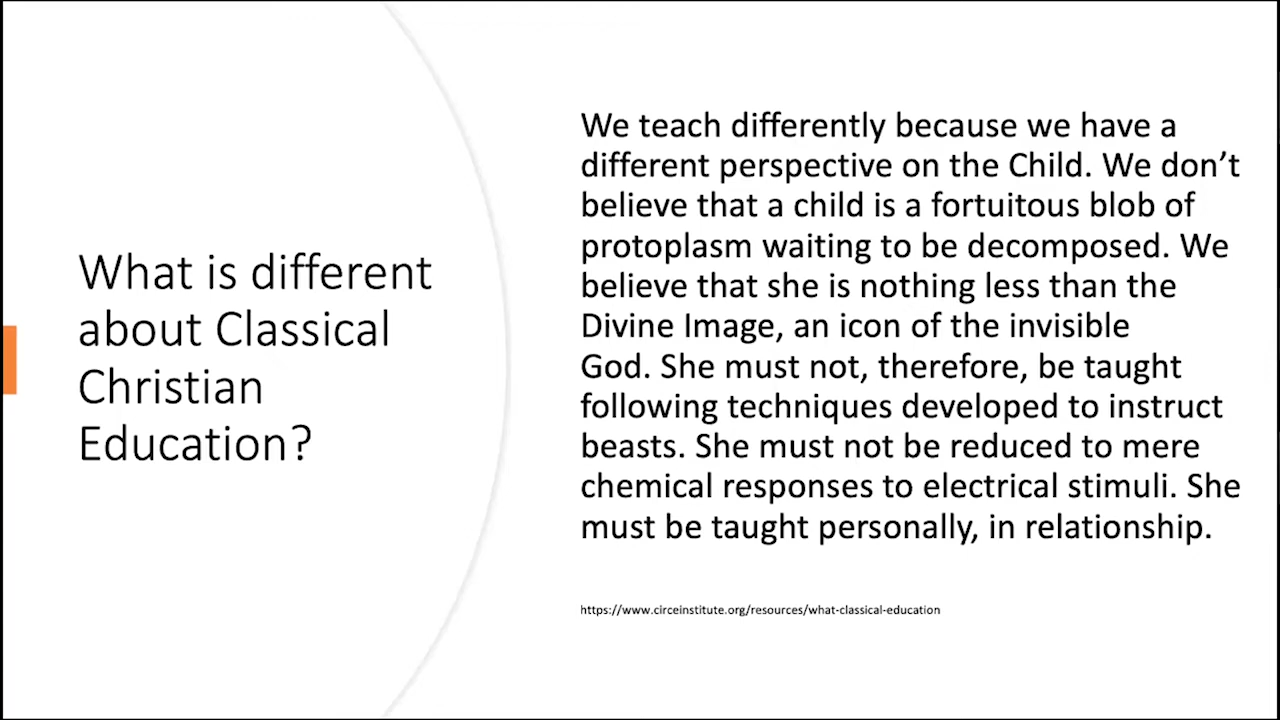 What is different
about Classical
Christian
Education?
We teach differently because we have a
different perspective on the Child. We don’t
believe that a child is a fortuitous blob of
protoplasm waiting to be decomposed. We
believe that she is nothing less than the
Divine Image, an icon of the invisible
God. She must not, therefore, be taught
following techniques developed to instruct
beasts. She must not be reduced to mere
chemical responses to electrical stimuli. She
must be taught personally, in relationship.
https://www.circeinstitute.org/resources/what-classical-education